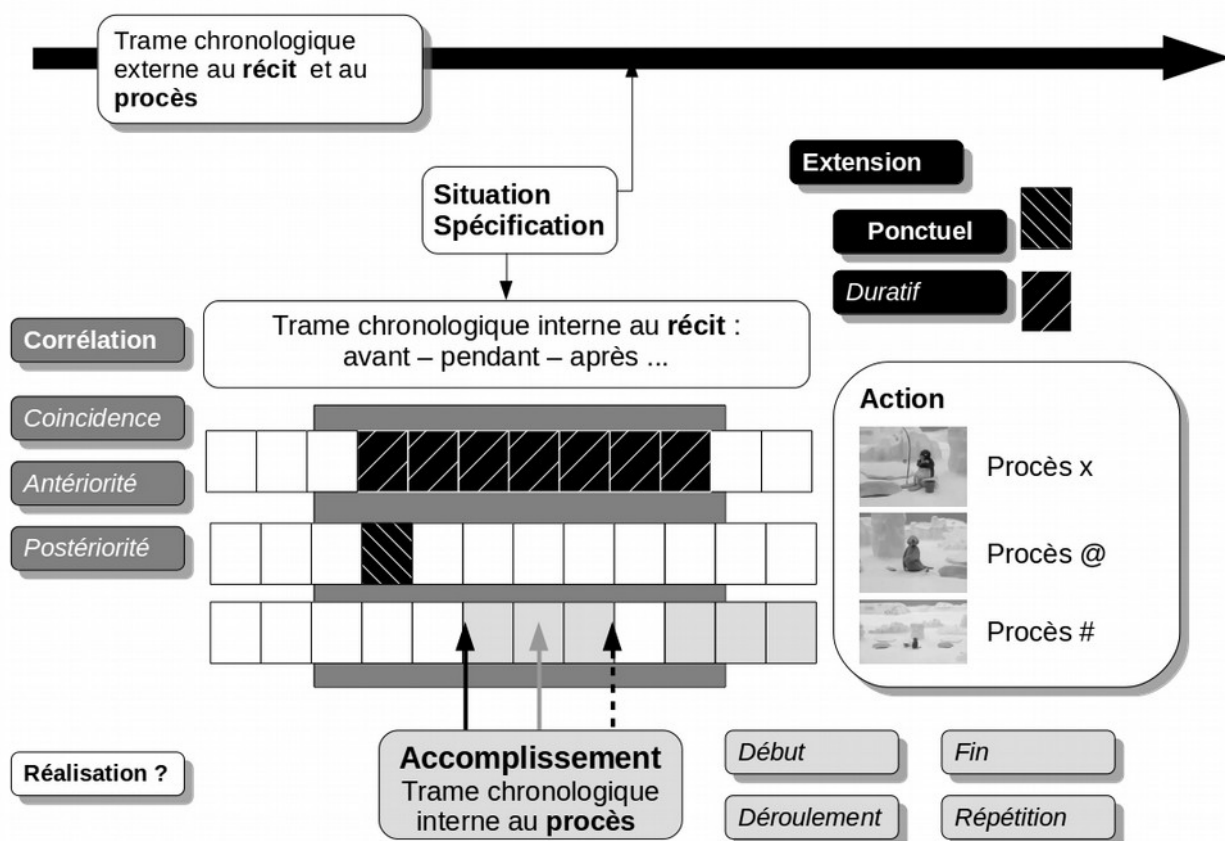 Trame chronologique
externe au récit et au
procès
Situation
Spécification
Extension
Ponctuel
Duratif
Trame chronologique interne au récit :
avant – pendant – après ...
Corrélation
Coincidence
Antériorité
Postériorité
Action
Procès x
Procès @
Procès #
Réalisation ?
Accomplissement
Trame chronologique
interne au procès
Début
Fin
Déroulement
Répétition